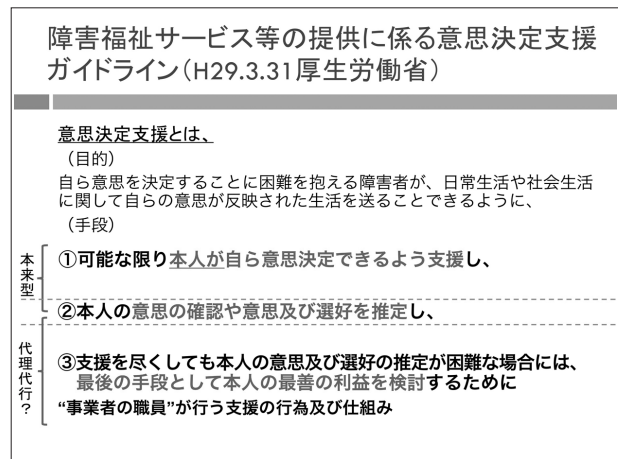 障害福祉サービス等の提供に係る意思決定支援
ガイドライン(H29.3.31厚生労働省)
意思決定支援とは、
(目的)
自ら意思を決定することに困難を抱える障害者が、日常生活や社会生活
に関して自らの意思が反映された生活を送ることできるように、
(手段)
本来型
①可能な限り本人が自ら意思決定できるよう支援し、
②本人の意思の確認や意思及び選好を推定し、
代理代行?
③支援を尽くしても本人の意思及び選好の推定が困難な場合には、
最後の手段として本人の最善の利益を検討するために
“事業者の職員”が行う支援の行為及び仕組み